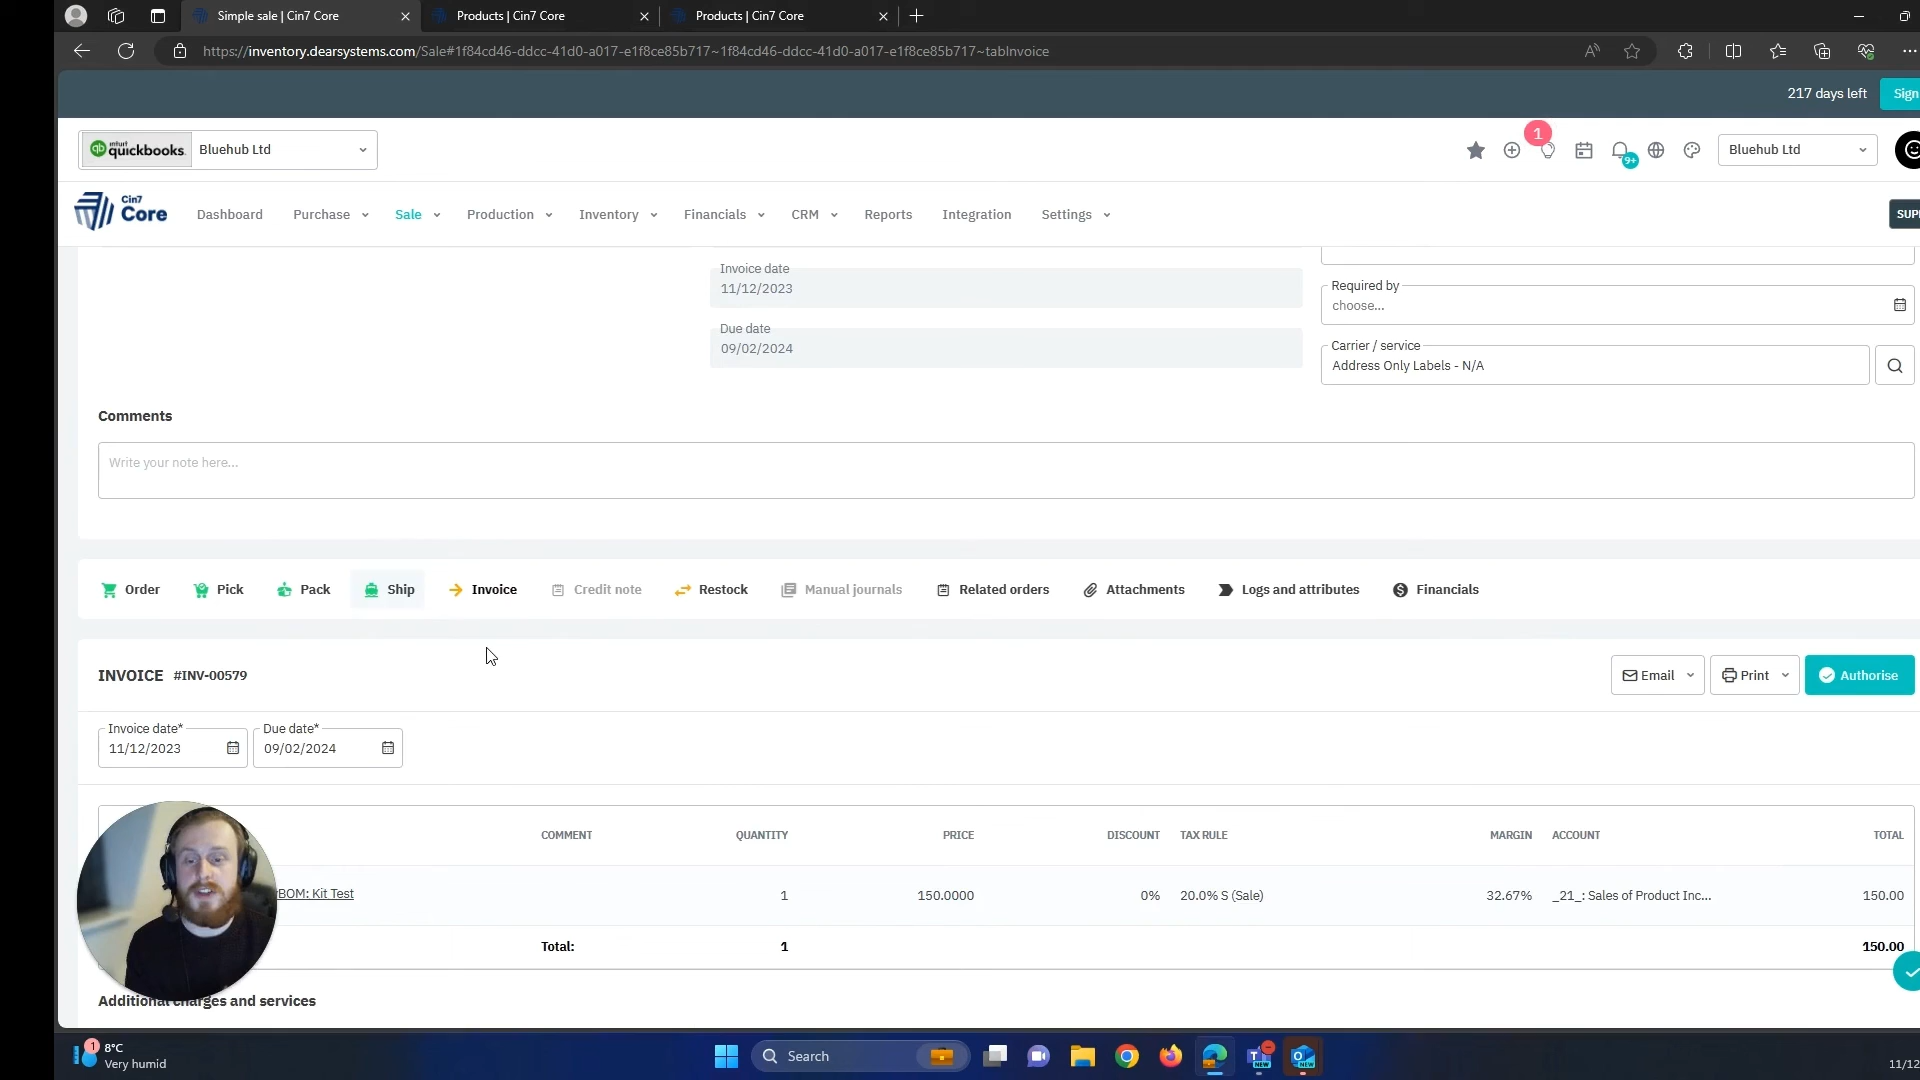 Simple sale | Cin7 Core
Products | Cin7 Core
Products | Cin7 Core
https://inventory.dearsystems.com/Sale#1f84cd46-ddcc-41d0-a017-e1f8ce85b717~1f84cd46-ddcc-41d0-a017-e1f8ce85b717~tabInvoice
217 days left
Sign
intuit quickbooks. Bluehub Ltd
1
9+
Bluehub Ltd
Cin7 Core
Dashboard Purchase Sale Production Inventory Financials CRM Reports Integration Settings
SUP
Invoice date
11/12/2023
Due date
09/02/2024
Required by
choose...
Carrier / service
Address Only Labels - N/A
Comments
Write your note here...
Order Pick Pack Ship Invoice Credit note Restock Manual journals Related orders Attachments Logs and attributes Financials
INVOICE #INV-00579
Email Print Authorise
Invoice date*
11/12/2023
Due date*
09/02/2024
COMMENT QUANTITY PRICE DISCOUNT TAX RULE MARGIN ACCOUNT TOTAL
BOM: Kit Test 1 150.0000 0% 20.0% S (Sale) 32.67% _21_: Sales of Product Inc... 150.00
Total: 1 150.00
Additional charges and services
1
8°C
Very humid
Search
NEW
NEW
11/12